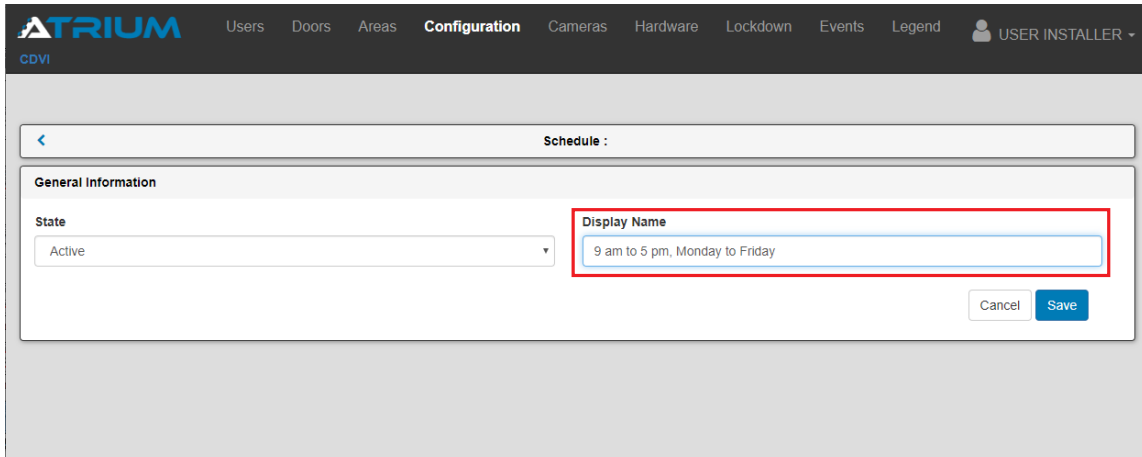 ATRIUM Users Doors Areas Configuration Cameras Hardware Lockdown Events Legend USER INSTALLER
CDVI
Schedule :
General Information
State Display Name
Active 9 am to 5 pm, Monday to Friday
Cancel Save